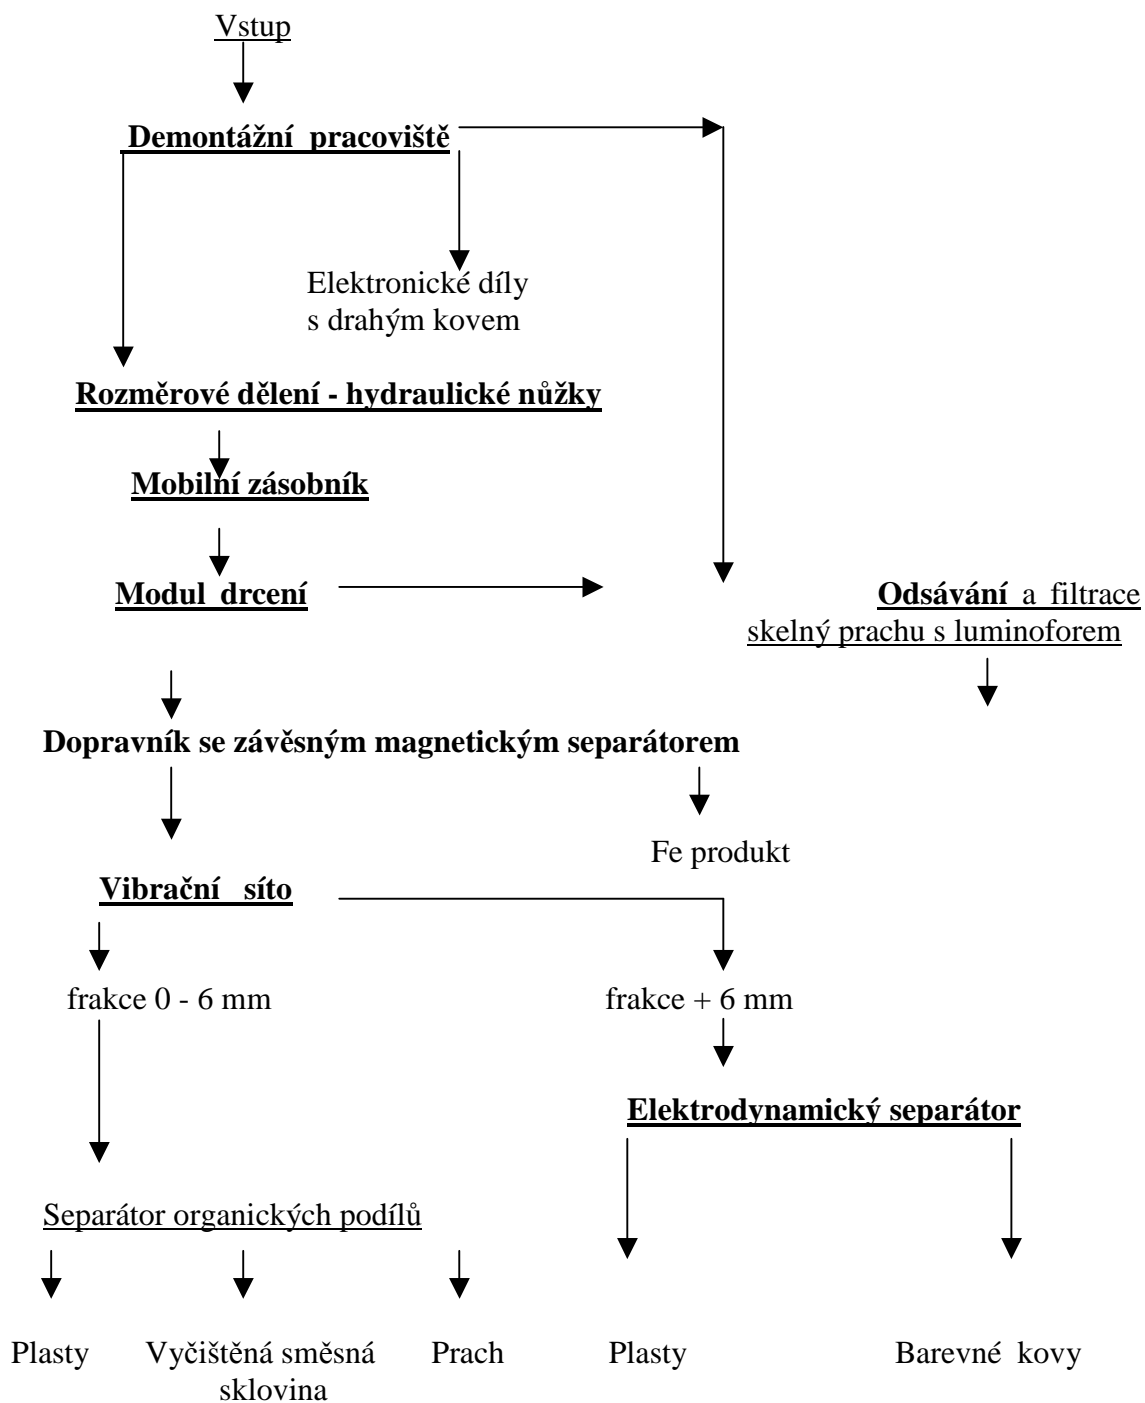 Vstup
Demontážní pracoviště
Elektronické díly
s drahým kovem
Rozměrové dělení - hydraulické nůžky
Mobilní zásobník
Modul drcení
Odsávání a filtrace
skelný prachu s luminoforem
Dopravník se závěsným magnetickým separátorem
Fe produkt
Vibrační síto
frakce 0 - 6 mm
frakce + 6 mm
Elektrodynamický separátor
Separátor organických podílů
Plasty
Vyčištěná směsná
sklovina
Prach
Plasty
Barevné kovy